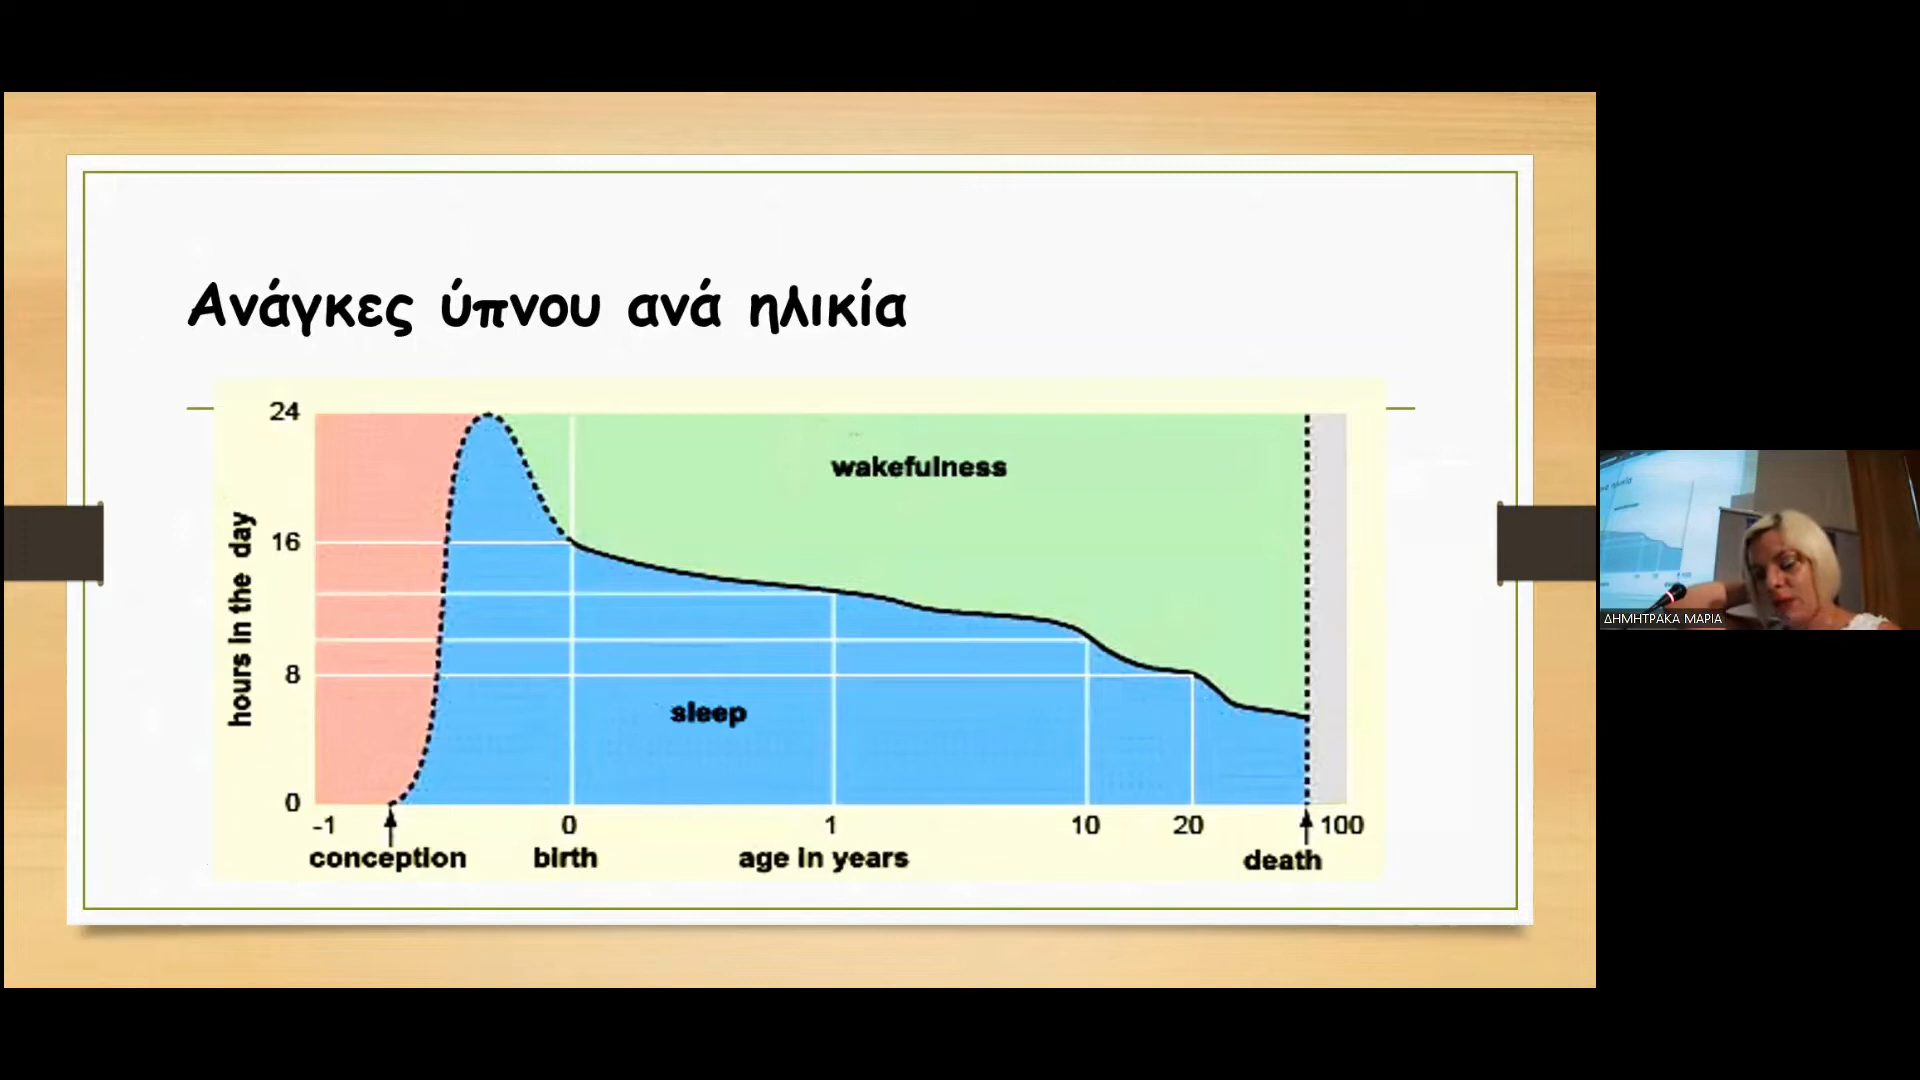 Ανάγκες ύπνου ανά ηλικία
24
16
8
0
hours in the day
wakefulness
sleep
-1 0 1 10 20 100
conception birth age in years death
ΔΗΜΗΤΡΑΚΑ ΜΑΡΙΑ